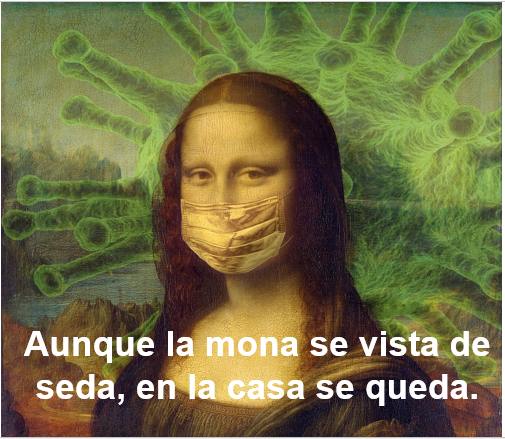 Aunque la mona se vista de
seda, en la casa se queda.